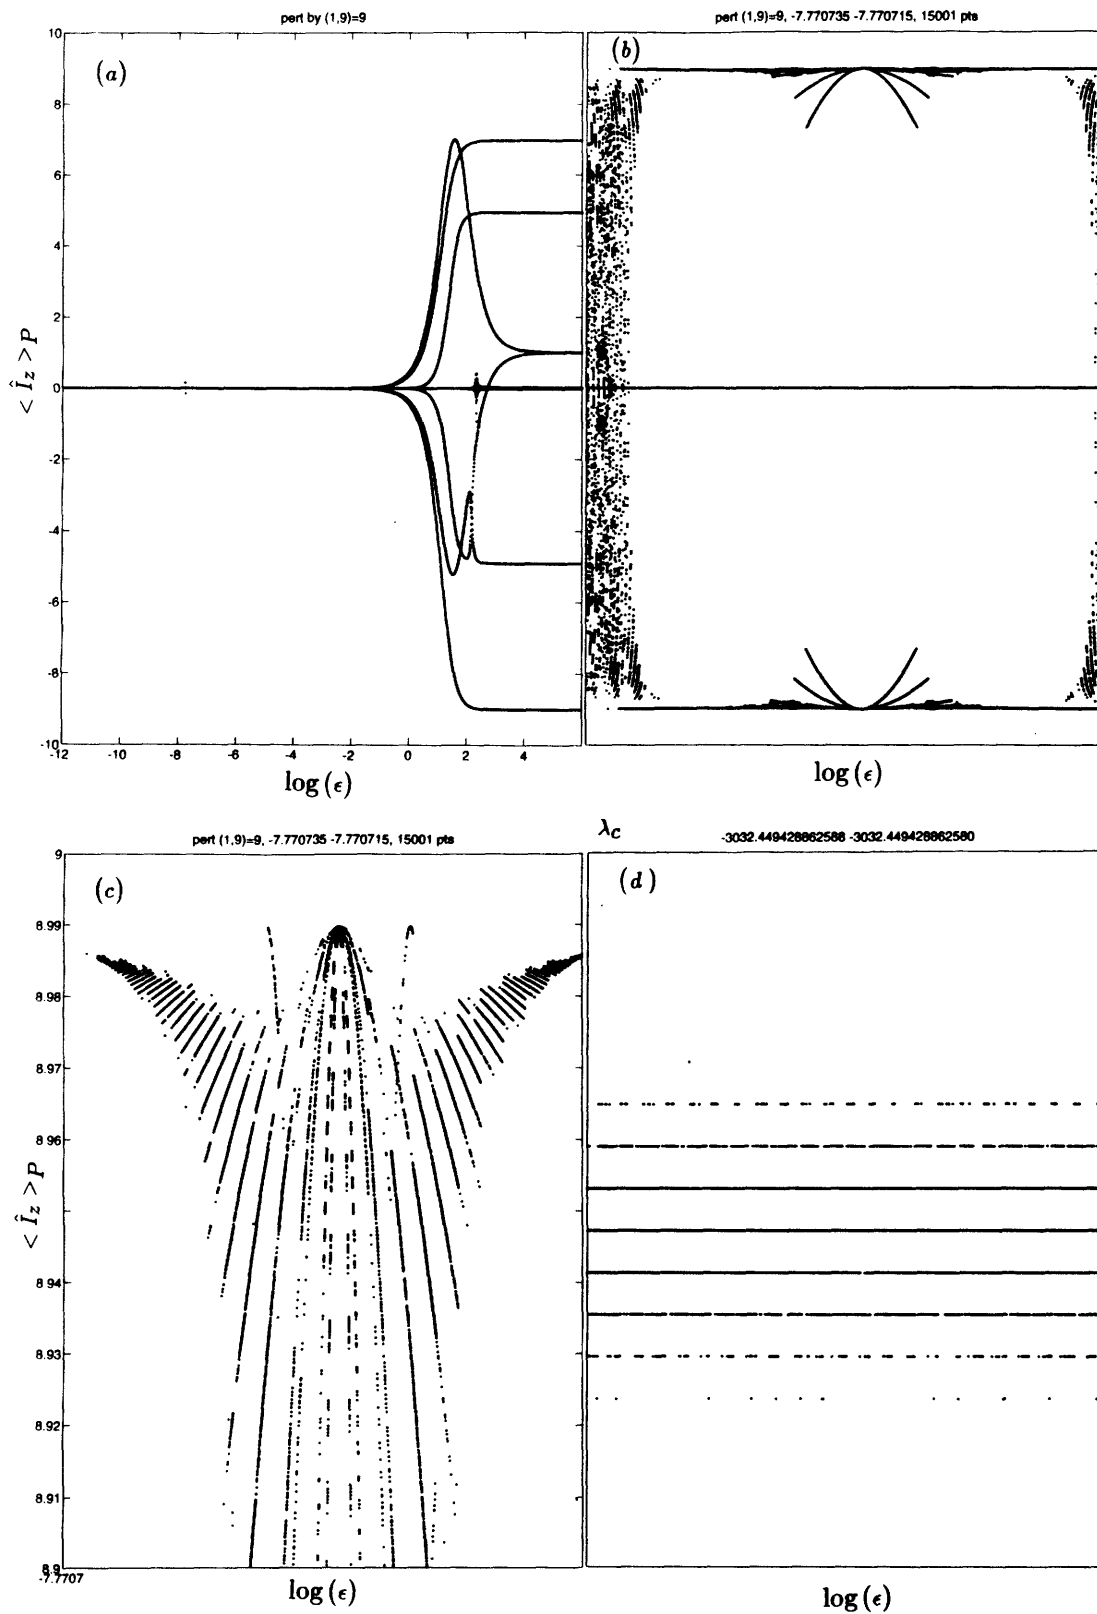 pert by (1,9)=9
pert (1,9)=9, -7.770735 -7.770715, 15001 pts
10
(a)
(b)
8
6
4
2
0
-2
-4
-6
-8
-10
< Î_z >_P
-12 -10 -8 -6 -4 -2 0 2 4
log (ϵ)
log (ϵ)
pert (1,9)=9, -7.770735 -7.770715, 15001 pts
λ_c
-3032.449428862588 -3032.449428862580
9
(c)
(d)
8.99
8.98
8.97
8.96
8.95
8.94
8.93
8.92
8.91
8.9
< Î_z >_P
-7.7707
log (ϵ)
log (ϵ)